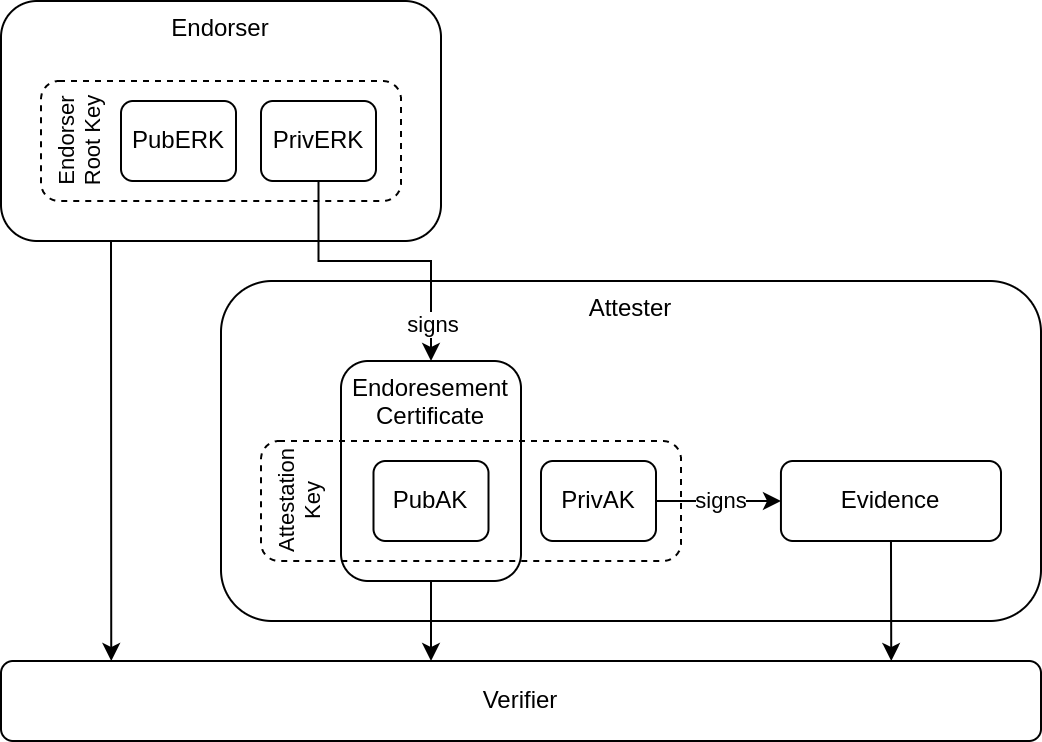 Endorser
Endorser
Root Key
PubERK
PrivERK
Attester
signs
Endoresement
Certificate
Attestation
Key
PubAK
PrivAK
signs
Evidence
Verifier